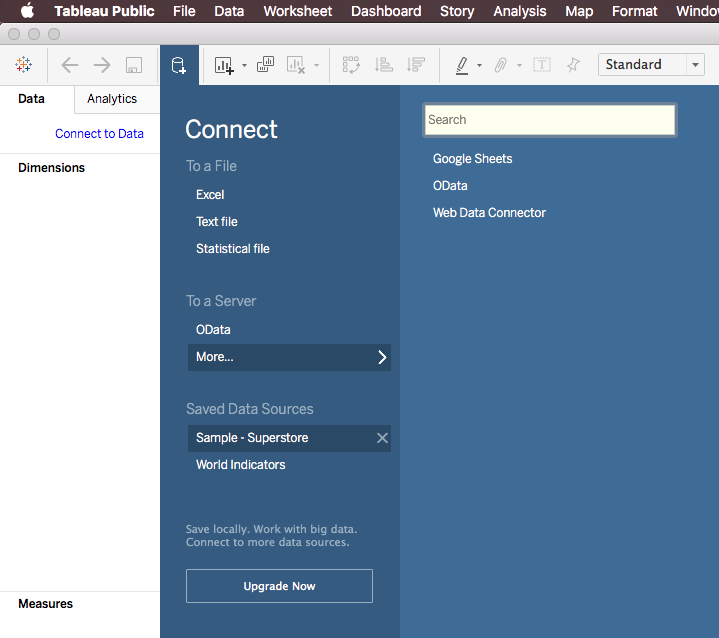 Tableau Public File Data Worksheet Dashboard Story Analysis Map Format Windo
Standard
Data Analytics
Connect to Data
Dimensions
Measures
Connect
To a File
Excel
Text file
Statistical file
To a Server
OData
More...
Saved Data Sources
Sample - Superstore
World Indicators
Save locally. Work with big data.
Connect to more data sources.
Upgrade Now
Search
Google Sheets
OData
Web Data Connector